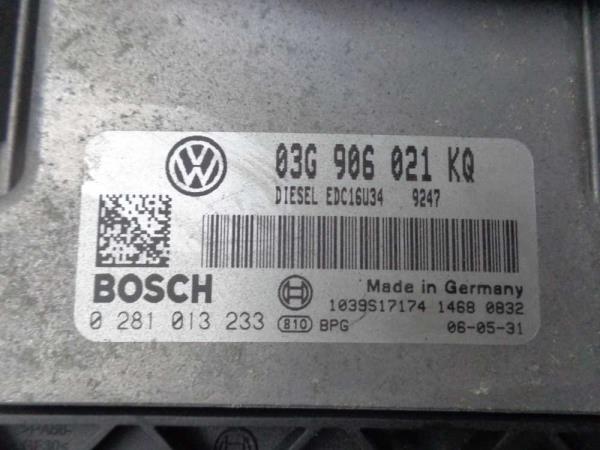 03G 906 021 KQ
DIESEL EDC16U34 9247
BOSCH
Made in Germany
1039S17174 1468 0832
0 281 013 233 810 BPG 06-05-31